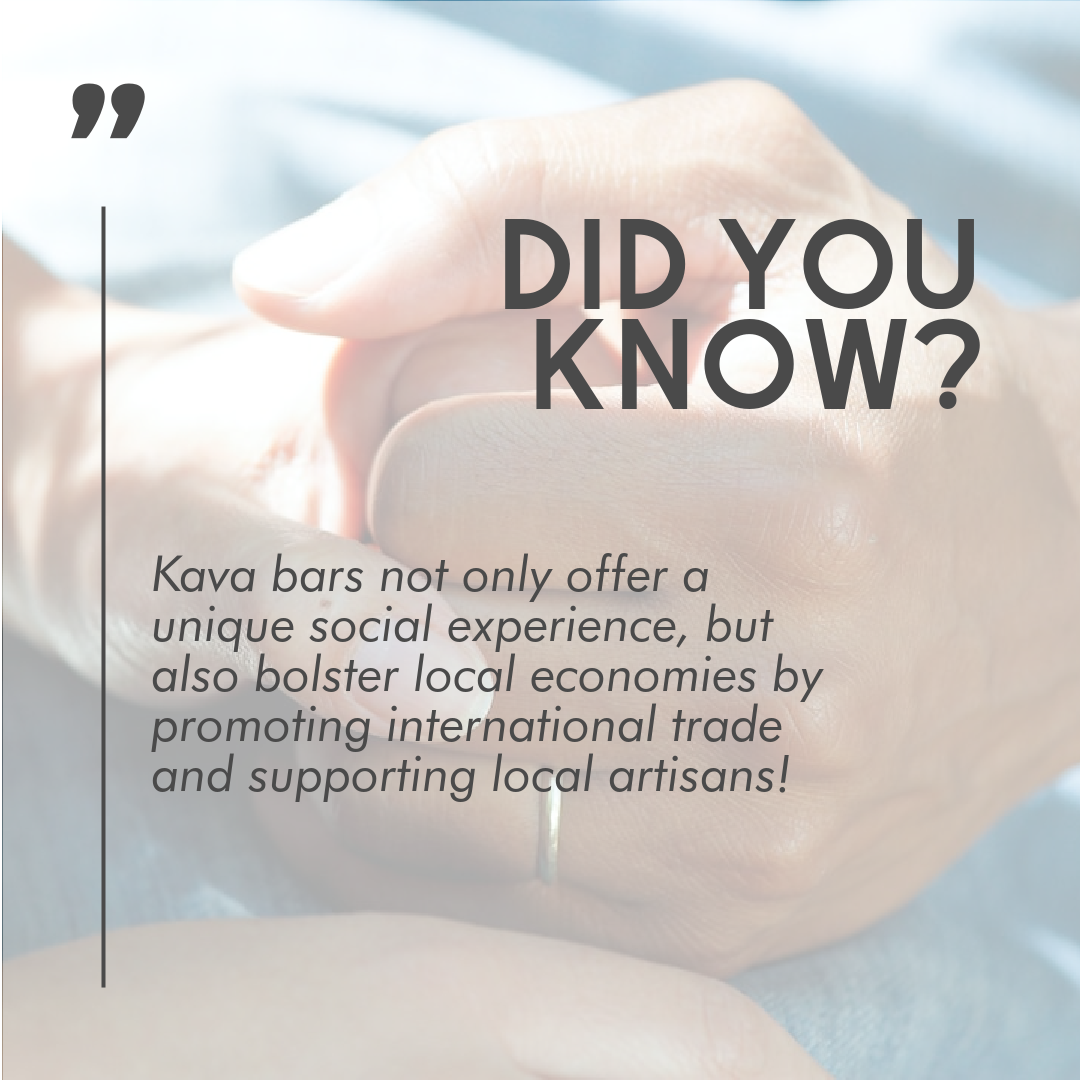 ”
DID YOU
KNOW?
Kava bars not only offer a
unique social experience, but
also bolster local economies by
promoting international trade
and supporting local artisans!